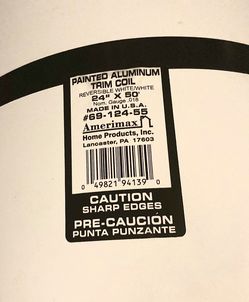 PAINTED ALUMINUM
TRIM COIL
REVERSIBLE WHITE/WHITE
24" X 50'
Nom. Gauge .018
MADE IN U.S.A.
#69-124-55
Amerimax
Home Products, Inc.
Lancaster, PA 17603
0 49821 94139 0
CAUTION
SHARP EDGES
PRE-CAUCIÓN
PUNTA PUNZANTE